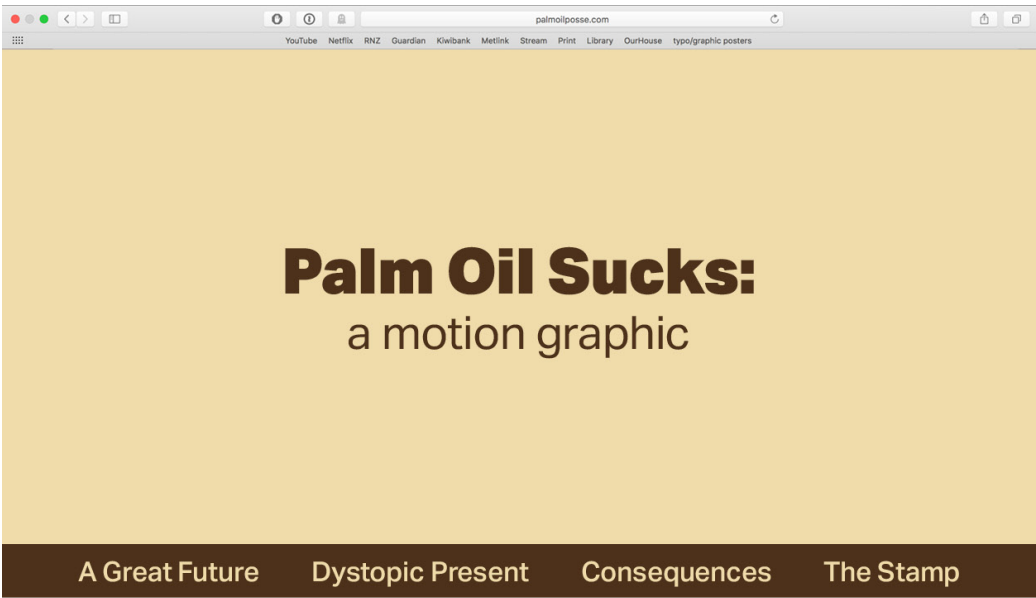 palmoilposse.com
YouTube Netflix RNZ Guardian Kiwibank Metlink Stream Print Library OurHouse typo/graphic posters
Palm Oil Sucks:
a motion graphic
A Great Future Dystopic Present Consequences The Stamp